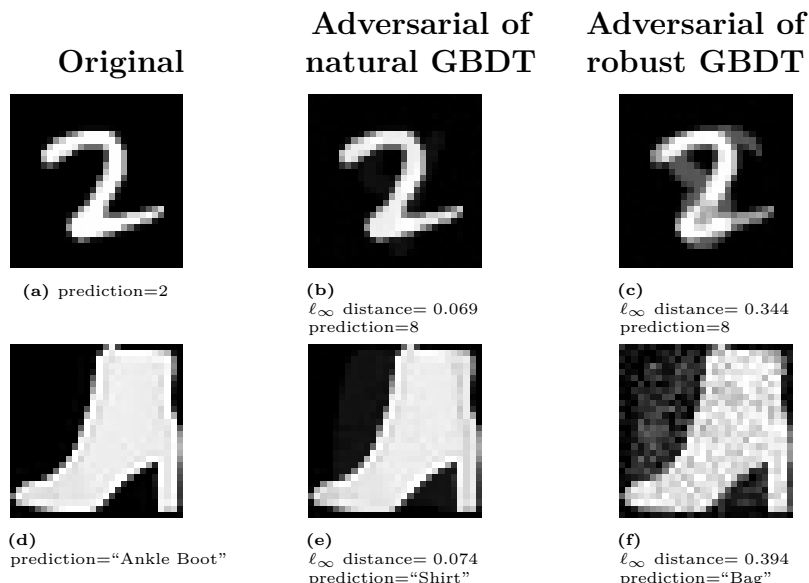 Original
Adversarial of
natural GBDT
Adversarial of
robust GBDT
(a) prediction=2
(b)
ℓ∞ distance= 0.069
prediction=8
(c)
ℓ∞ distance= 0.344
prediction=8
(d)
prediction=“Ankle Boot”
(e)
ℓ∞ distance= 0.074
prediction=“Shirt”
(f)
ℓ∞ distance= 0.394
prediction=“Bag”